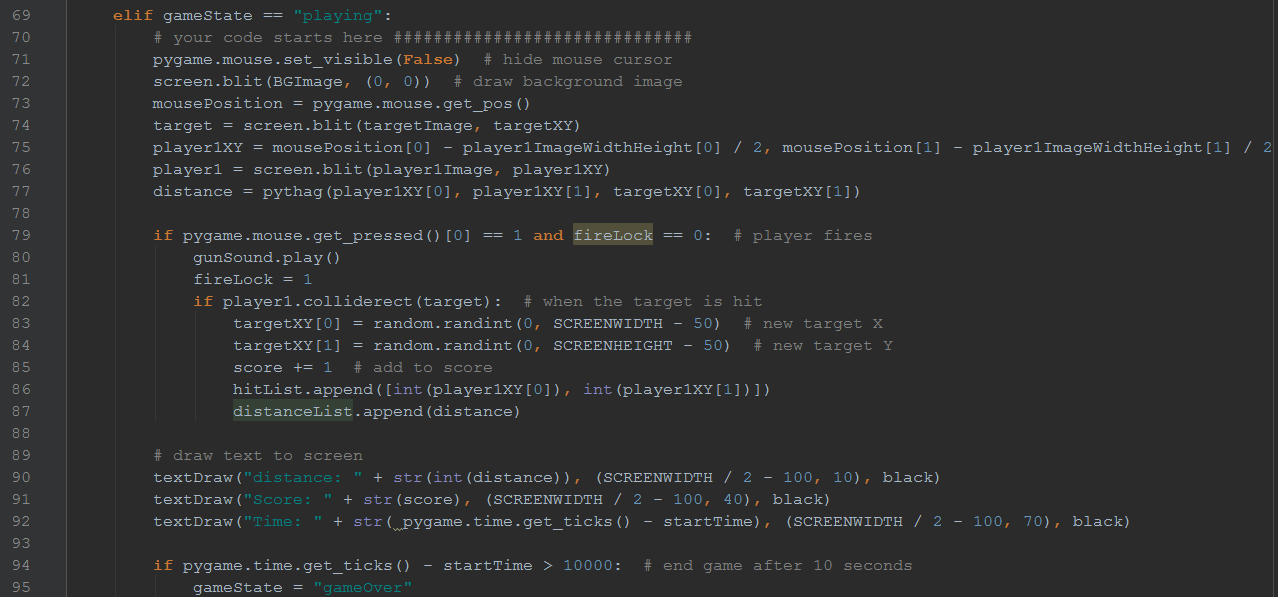 69 elif gameState == "playing":
70 # your code starts here ##############################
71 pygame.mouse.set_visible(False)  # hide mouse cursor
72 screen.blit(BGImage, (0, 0))  # draw background image
73 mousePosition = pygame.mouse.get_pos()
74 target = screen.blit(targetImage, targetXY)
75 player1XY = mousePosition[0] - player1ImageWidthHeight[0] / 2, mousePosition[1] - player1ImageWidthHeight[1] / 2
76 player1 = screen.blit(player1Image, player1XY)
77 distance = pythag(player1XY[0], player1XY[1], targetXY[0], targetXY[1])
78
79 if pygame.mouse.get_pressed()[0] == 1 and fireLock == 0:  # player fires
80 gunSound.play()
81 fireLock = 1
82 if player1.colliderect(target):  # when the target is hit
83 targetXY[0] = random.randint(0, SCREENWIDTH - 50)  # new target X
84 targetXY[1] = random.randint(0, SCREENHEIGHT - 50)  # new target Y
85 score += 1  # add to score
86 hitList.append([int(player1XY[0]), int(player1XY[1])])
87 distanceList.append(distance)
88
89 # draw text to screen
90 textDraw("distance: " + str(int(distance)), (SCREENWIDTH / 2 - 100, 10), black)
91 textDraw("Score: " + str(score), (SCREENWIDTH / 2 - 100, 40), black)
92 textDraw("Time: " + str( pygame.time.get_ticks() - startTime), (SCREENWIDTH / 2 - 100, 70), black)
93
94 if pygame.time.get_ticks() - startTime > 10000:  # end game after 10 seconds
95 gameState = "gameOver"